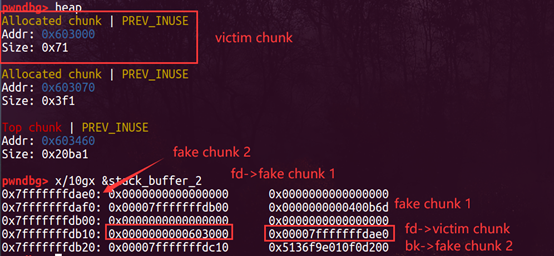 pwndbg> heap
Allocated chunk | PREV_INUSE
Addr: 0x603000
victim chunk
Size: 0x71
Allocated chunk | PREV_INUSE
Addr: 0x603070
Size: 0x3f1
Top chunk | PREV_INUSE
Addr: 0x603460
Size: 0x20ba1
fake chunk 2
pwndbg> x/10gx &stack_buffer_2
fd->fake chunk 1
0x7fffffffdae0: 0x0000000000000000 0x0000000000000000
0x7fffffffdaf0: 0x00007fffffffdb00 0x0000000000400b6d fake chunk 1
0x7fffffffdb00: 0x0000000000000000 0x0000000000000000
fd->victim chunk
0x7fffffffdb10: 0x0000000000603000 0x00007fffffffdae0
bk->fake chunk 2
0x7fffffffdb20: 0x00007fffffffdc10 0x5136f9e010f0d200